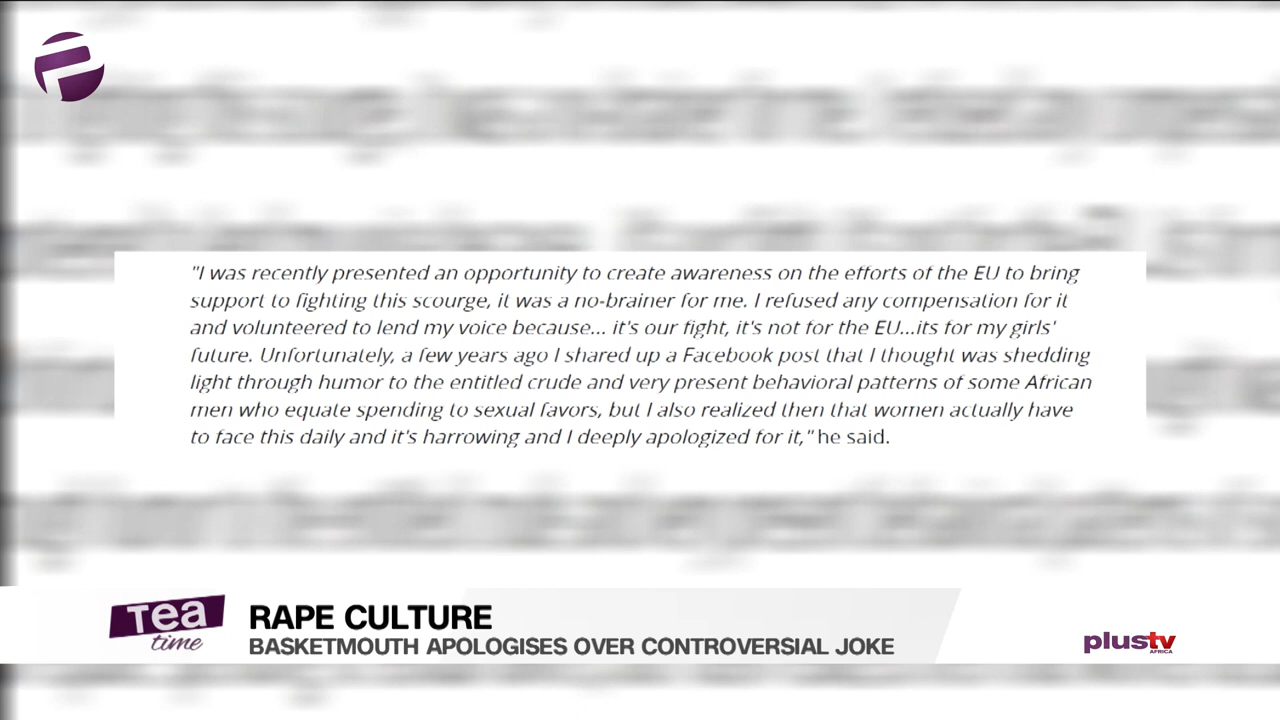 "I was recently presented an opportunity to create awareness on the efforts of the EU to bring
support to fighting this scourge, it was a no-brainer for me. I refused any compensation for it
and volunteered to lend my voice because... it's our fight, it's not for the EU...its for my girls'
future. Unfortunately, a few years ago I shared up a Facebook post that I thought was shedding
light through humor to the entitled crude and very present behavioral patterns of some African
men who equate spending to sexual favors, but I also realized then that women actually have
to face this daily and it's harrowing and I deeply apologized for it," he said.
Tea
time
RAPE CULTURE
BASKETMOUTH APOLOGISES OVER CONTROVERSIAL JOKE
plustv
AFRICA